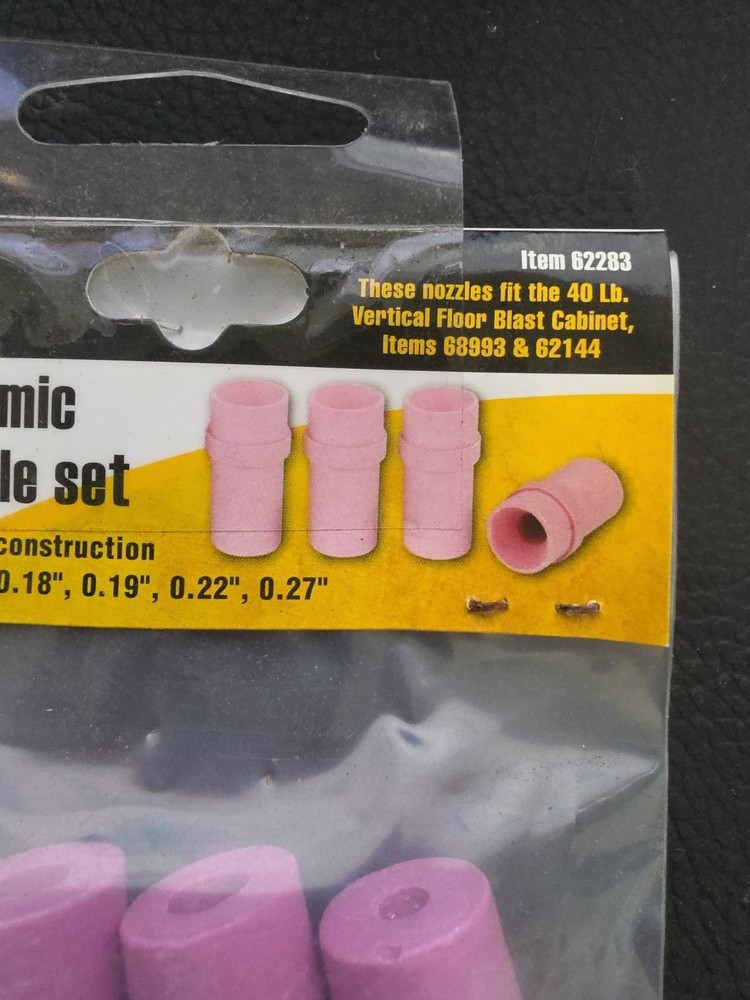 Item 62283
These nozzles fit the 40 Lb.
Vertical Floor Blast Cabinet,
Items 68993 & 62144
mic
le set
construction
0.18", 0.19", 0.22", 0.27"